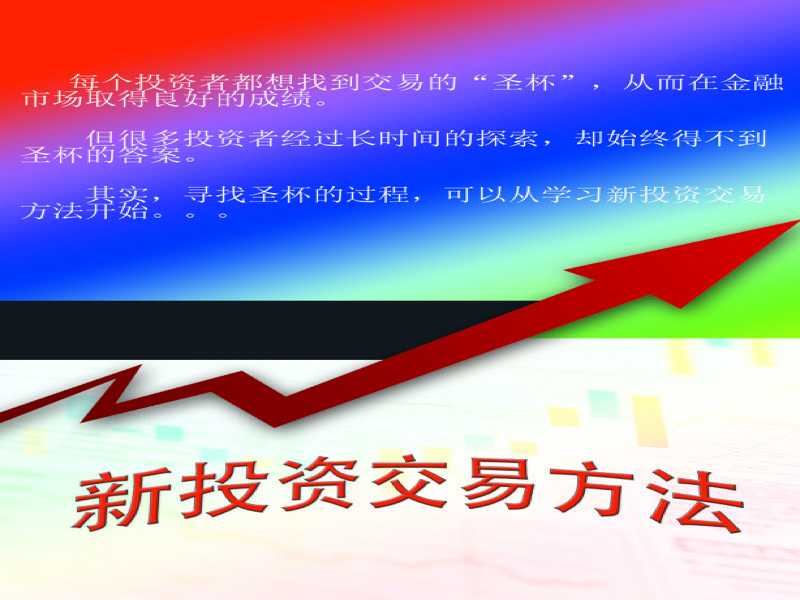 每个投资者都想找到交易的“圣杯”，从而在金融
市场取得良好的成绩。
但很多投资者经过长时间的探索，却始终得不到
圣杯的答案。
其实，寻找圣杯的过程，可以从学习新投资交易
方法开始。。。
新投资交易方法